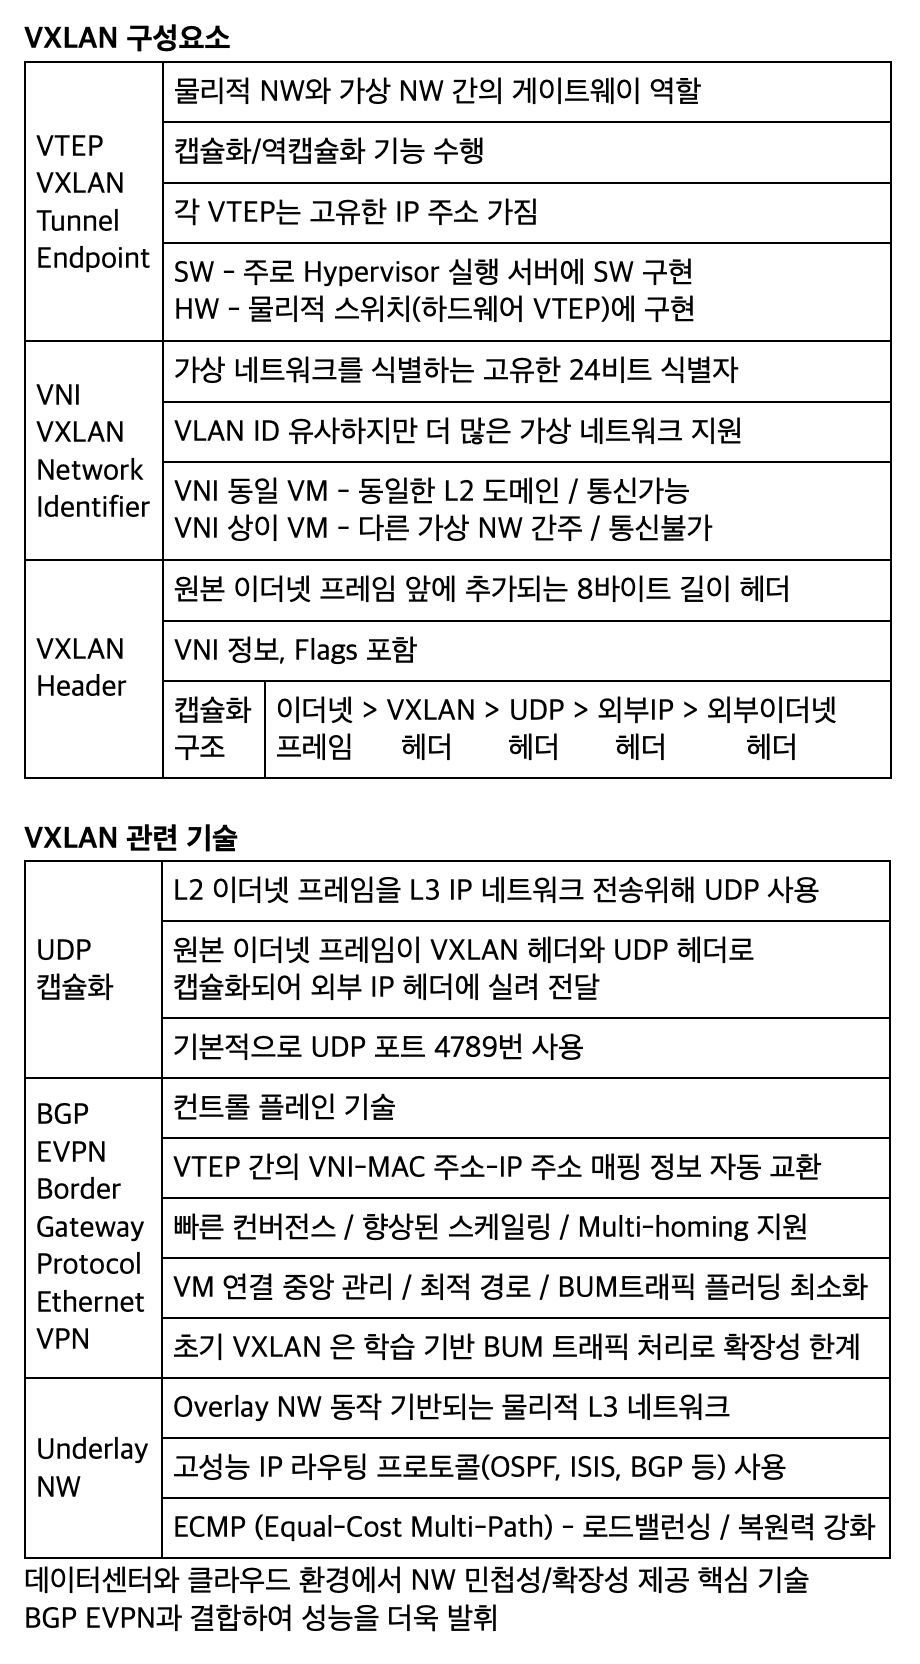 VXLAN 구성요소
VTEP
VXLAN
Tunnel
Endpoint
물리적 NW와 가상 NW 간의 게이트웨이 역할
캡슐화/역캡슐화 기능 수행
각 VTEP는 고유한 IP 주소 가짐
SW - 주로 Hypervisor 실행 서버에 SW 구현
HW - 물리적 스위치(하드웨어 VTEP)에 구현
VNI
VXLAN
Network
Identifier
가상 네트워크를 식별하는 고유한 24비트 식별자
VLAN ID 유사하지만 더 많은 가상 네트워크 지원
VNI 동일 VM - 동일한 L2 도메인 / 통신가능
VNI 상이 VM - 다른 가상 NW 간주 / 통신불가
VXLAN
Header
원본 이더넷 프레임 앞에 추가되는 8바이트 길이 헤더
VNI 정보, Flags 포함
캡슐화
구조
이더넷 > VXLAN > UDP > 외부IP > 외부이더넷
프레임 헤더 헤더 헤더 헤더
VXLAN 관련 기술
UDP
캡슐화
L2 이더넷 프레임을 L3 IP 네트워크 전송위해 UDP 사용
원본 이더넷 프레임이 VXLAN 헤더와 UDP 헤더로
캡슐화되어 외부 IP 헤더에 실려 전달
기본적으로 UDP 포트 4789번 사용
BGP
EVPN
Border
Gateway
Protocol
Ethernet
VPN
컨트롤 플레인 기술
VTEP 간의 VNI-MAC 주소-IP 주소 매핑 정보 자동 교환
빠른 컨버전스 / 향상된 스케일링 / Multi-homing 지원
VM 연결 중앙 관리 / 최적 경로 / BUM트래픽 플러딩 최소화
초기 VXLAN 은 학습 기반 BUM 트래픽 처리로 확장성 한계
Underlay
NW
Overlay NW 동작 기반되는 물리적 L3 네트워크
고성능 IP 라우팅 프로토콜(OSPF, ISIS, BGP 등) 사용
ECMP (Equal-Cost Multi-Path) - 로드밸런싱 / 복원력 강화
데이터센터와 클라우드 환경에서 NW 민첩성/확장성 제공 핵심 기술
BGP EVPN과 결합하여 성능을 더욱 발휘